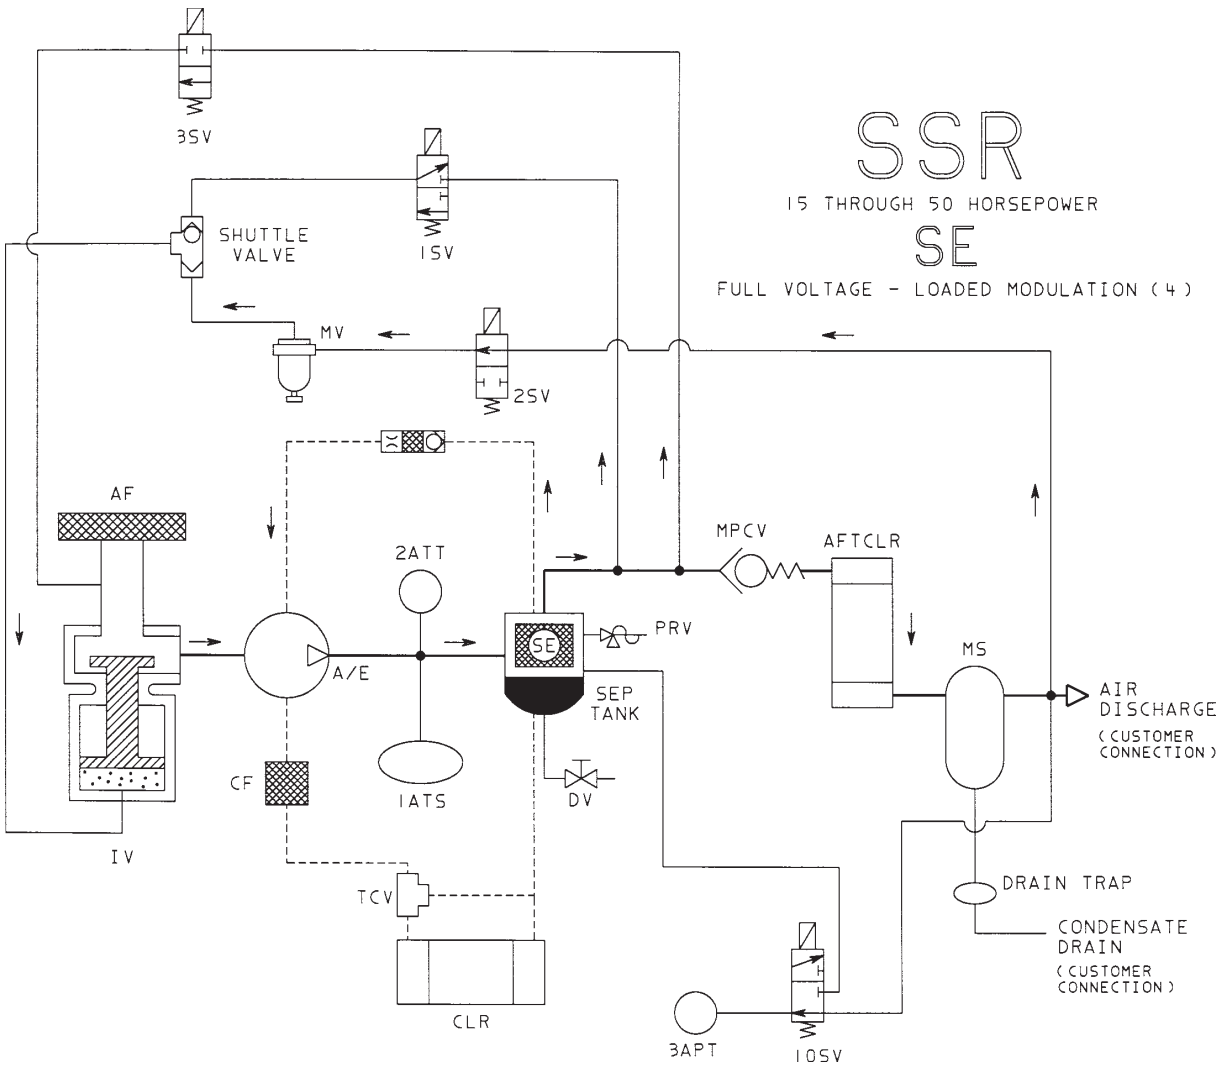 3SV
SSR
15 THROUGH 50 HORSEPOWER
SE
FULL VOLTAGE - LOADED MODULATION (4)
1SV
SHUTTLE
VALVE
MV
2SV
AF
2ATT
MPCV
AFTCLR
PRV
SE
A/E
MS
SEP
TANK
AIR
DISCHARGE
(CUSTOMER
CONNECTION)
CF
1ATS
DV
IV
TCV
DRAIN TRAP
CONDENSATE
DRAIN
(CUSTOMER
CONNECTION)
CLR
3APT
10SV